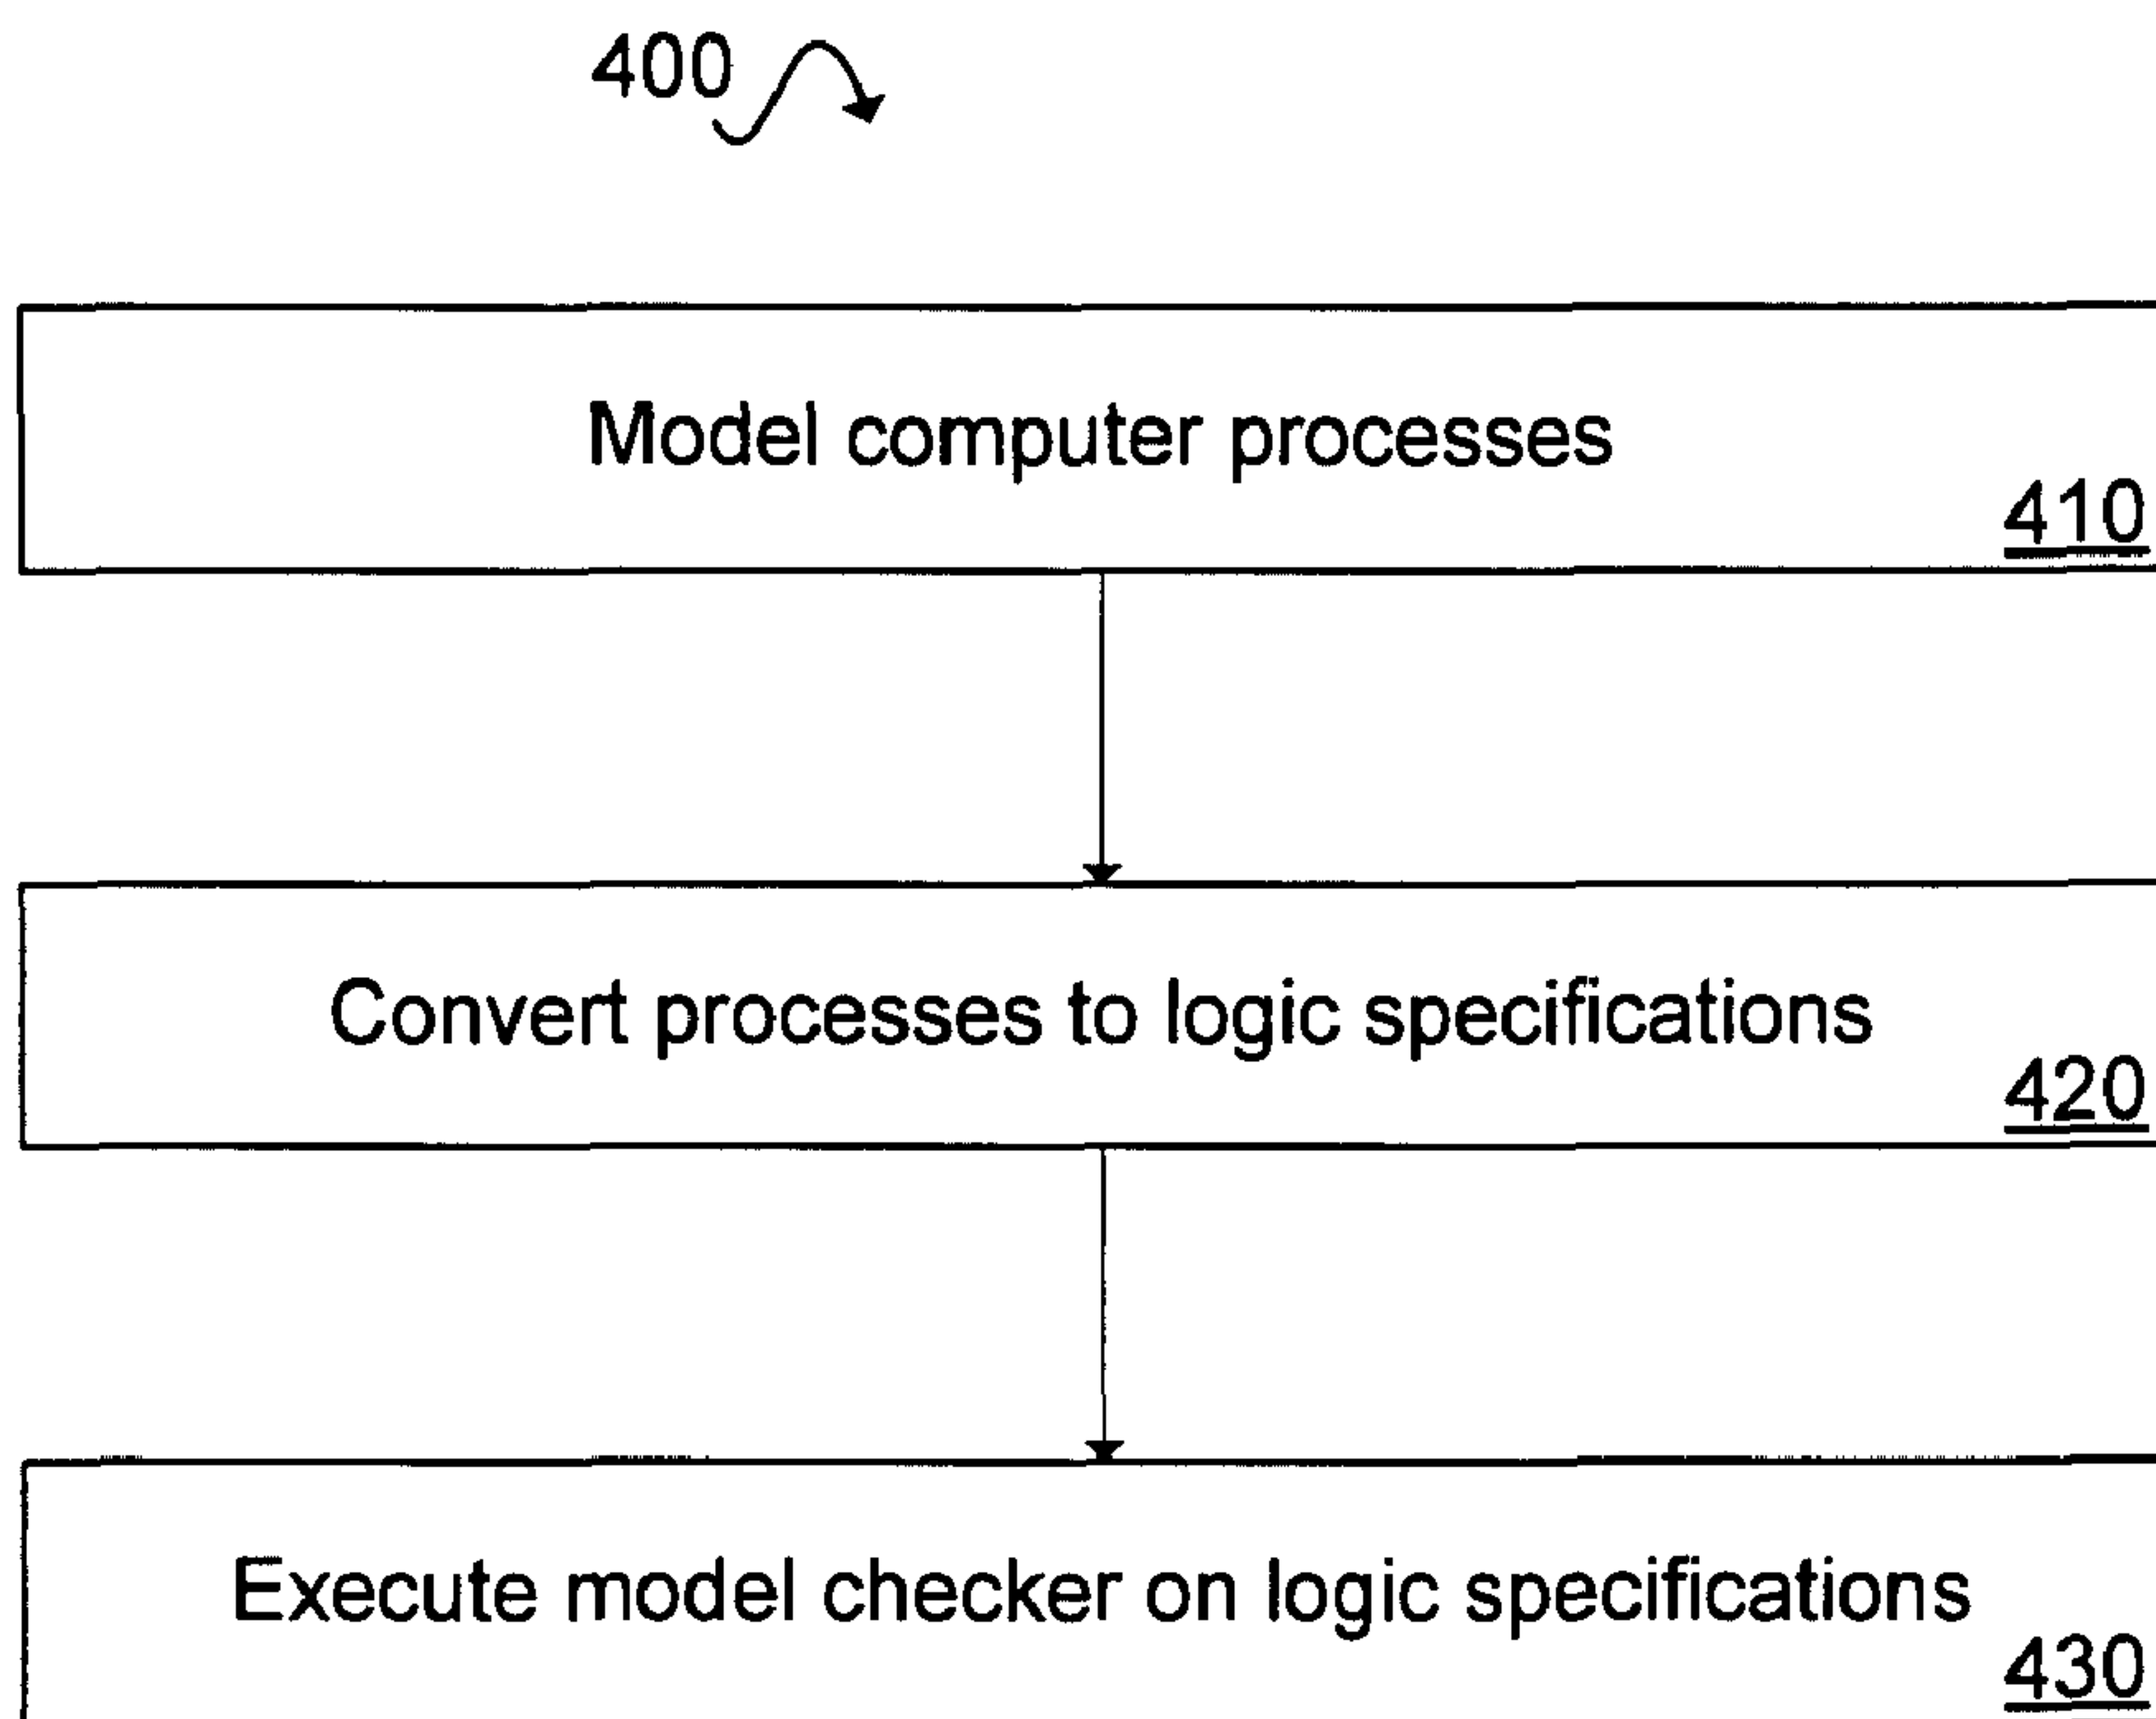 400
Model computer processes
410
Convert processes to logic specifications
420
Execute model checker on logic specifications
430